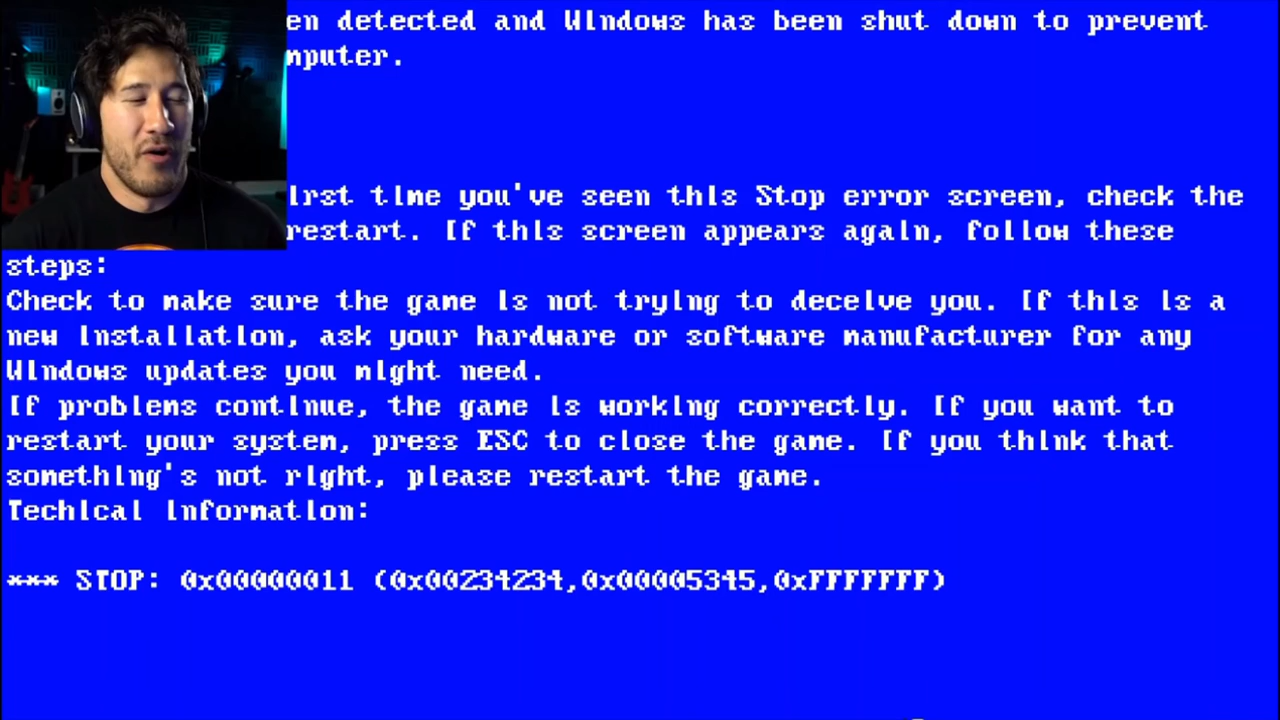 en detected and Windows has been shut down to prevent
mputer.
irst time you've seen this Stop error screen, check the
restart. If this screen appears again, follow these
steps:
Check to make sure the game is not trying to deceive you. If this is a
new installation, ask your hardware or software manufacturer for any
Windows updates you might need.
If problems continue, the game is working correctly. If you want to
restart your system, press ESC to close the game. If you think that
something's not right, please restart the game.
Techical information:
*** STOP: 0x00000011 (0x00234234,0x00005345,0xFFFFFFF)